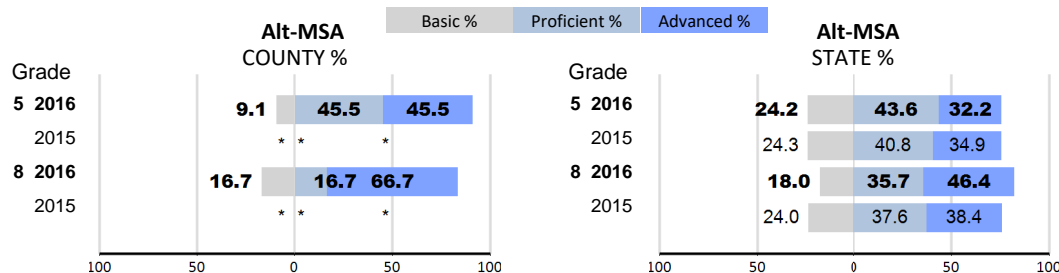 Basic % Proficient % Advanced %
Alt-MSA
COUNTY %
Grade
5 2016 9.1 45.5 45.5
2015 * * *
8 2016 16.7 16.7 66.7
2015 * * *
100 50 0 50 100
Alt-MSA
STATE %
Grade
5 2016 24.2 43.6 32.2
2015 24.3 40.8 34.9
8 2016 18.0 35.7 46.4
2015 24.0 37.6 38.4
100 50 0 50 100